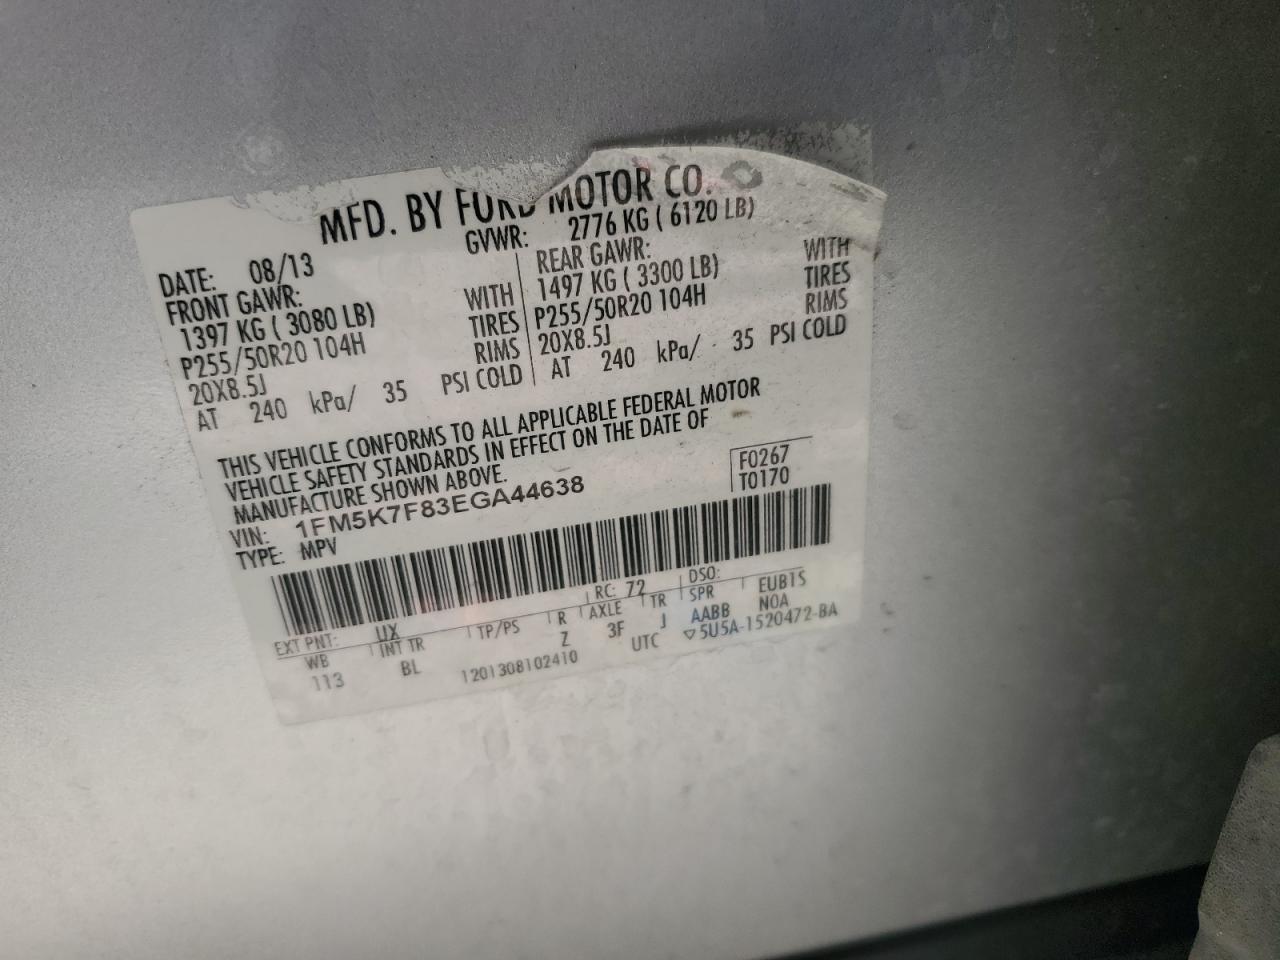 MFD. BY FORD MOTOR CO.
DATE: 08/13 GVWR: 2776 KG ( 6120 LB)
FRONT GAWR: REAR GAWR:
1397 KG ( 3080 LB) WITH 1497 KG ( 3300 LB) WITH
P255/50R20 104H TIRES P255/50R20 104H TIRES
20X8.5J RIMS 20X8.5J RIMS
AT 240 kPa/ 35 PSI COLD AT 240 kPa/ 35 PSI COLD
THIS VEHICLE CONFORMS TO ALL APPLICABLE FEDERAL MOTOR
VEHICLE SAFETY STANDARDS IN EFFECT ON THE DATE OF
MANUFACTURE SHOWN ABOVE.
VIN: 1FM5K7F83EGA44638
F0267
T0170
TYPE: MPV
EXT PNT: UX RC: 72 DSO:
WB INT TR TP/PS R AXLE TR SPR EUB1S
113 BL Z 3F J AABB NOA
1201308102410 UTC ▽5U5A-1520472-BA